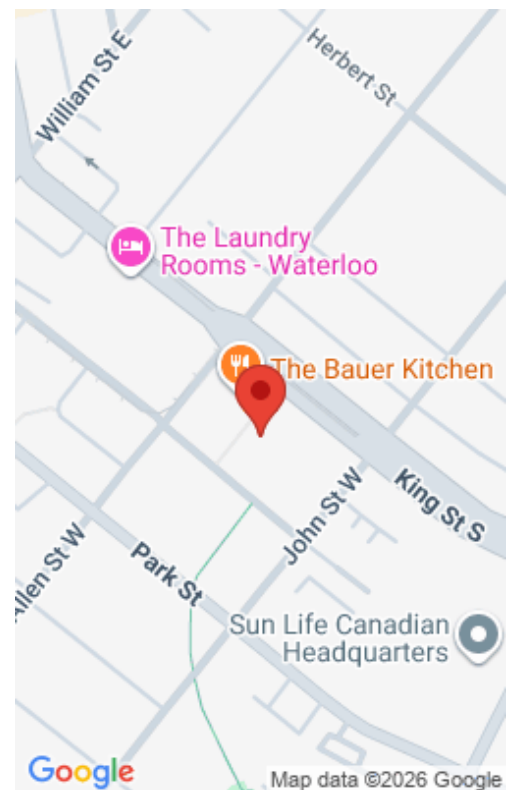 Herbert St
William St E
The Laundry
Rooms - Waterloo
The Bauer Kitchen
King St S
John St W
Allen St W
Park St
Sun Life Canadian
Headquarters
Google
Map data ©2026 Google